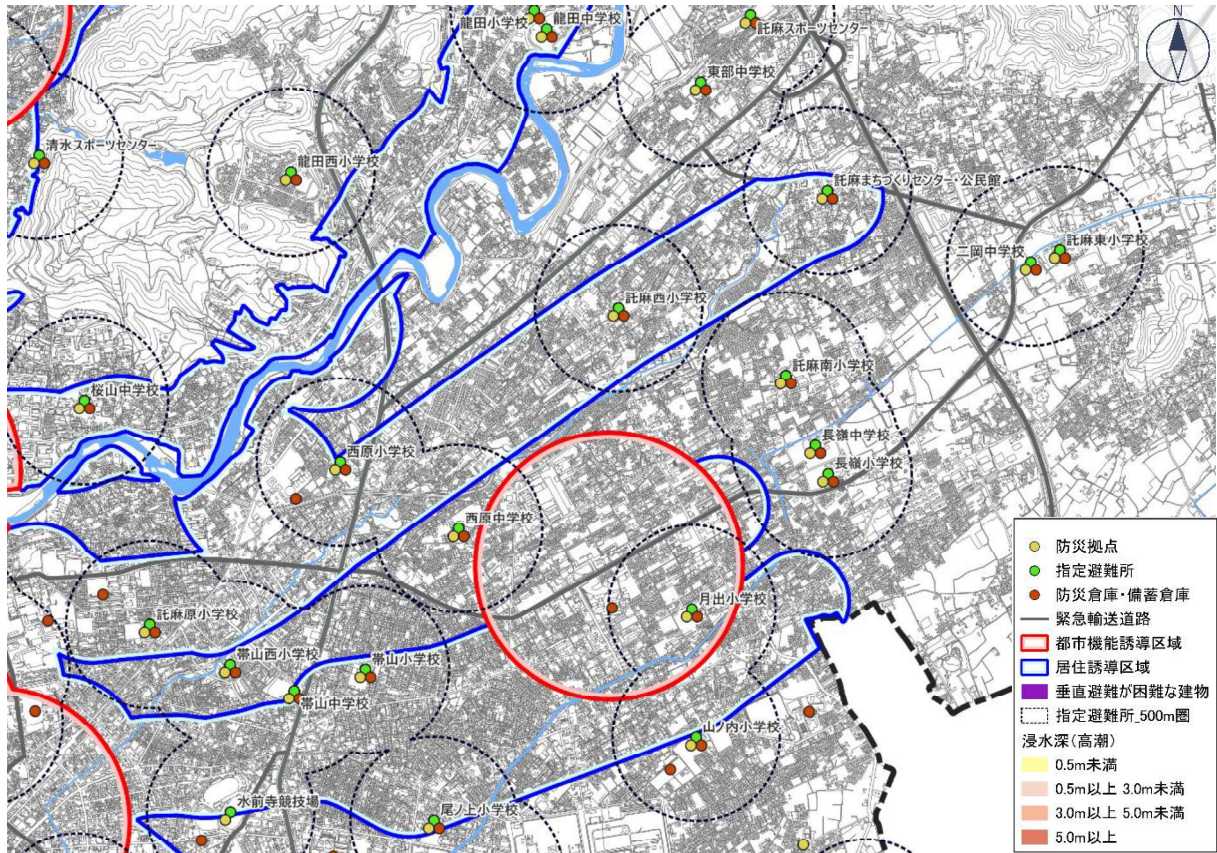 龍田小学校
龍田中学校
託麻スポーツセンター
N
東部中学校
清水スポーツセンター
龍田西小学校
託麻まちづくりセンター・公民館
二岡中学校
託麻東小学校
託麻西小学校
託麻南小学校
桜山中学校
長嶺中学校
西原小学校
長嶺小学校
西原中学校
月出小学校
託麻原小学校
帯山西小学校
帯山小学校
帯山中学校
山ノ内小学校
水前寺競技場
尾ノ上小学校
防災拠点
指定避難所
防災倉庫・備蓄倉庫
緊急輸送道路
都市機能誘導区域
居住誘導区域
垂直避難が困難な建物
指定避難所_500m圏
浸水深(高潮)
0.5m未満
0.5m以上 3.0m未満
3.0m以上 5.0m未満
5.0m以上